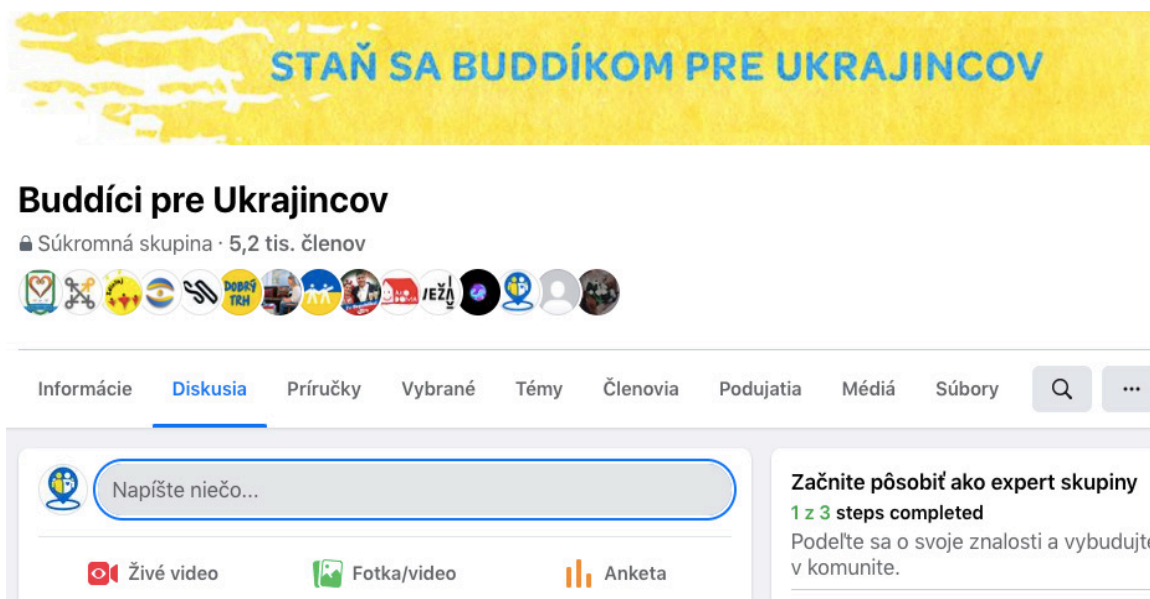 STAŇ SA BUDDÍKOM PRE UKRAJINCOV
Buddíci pre Ukrajincov
Súkromná skupina · 5,2 tis. členov
DOBRÝ
TRH
Informácie Diskusia Príručky Vybrané Témy Členovia Podujatia Médiá Súbory
Napíšte niečo...
Živé video Fotka/video Anketa
Začnite pôsobiť ako expert skupiny
1 z 3 steps completed
Podeľte sa o svoje znalosti a vybudujte
v komunite.